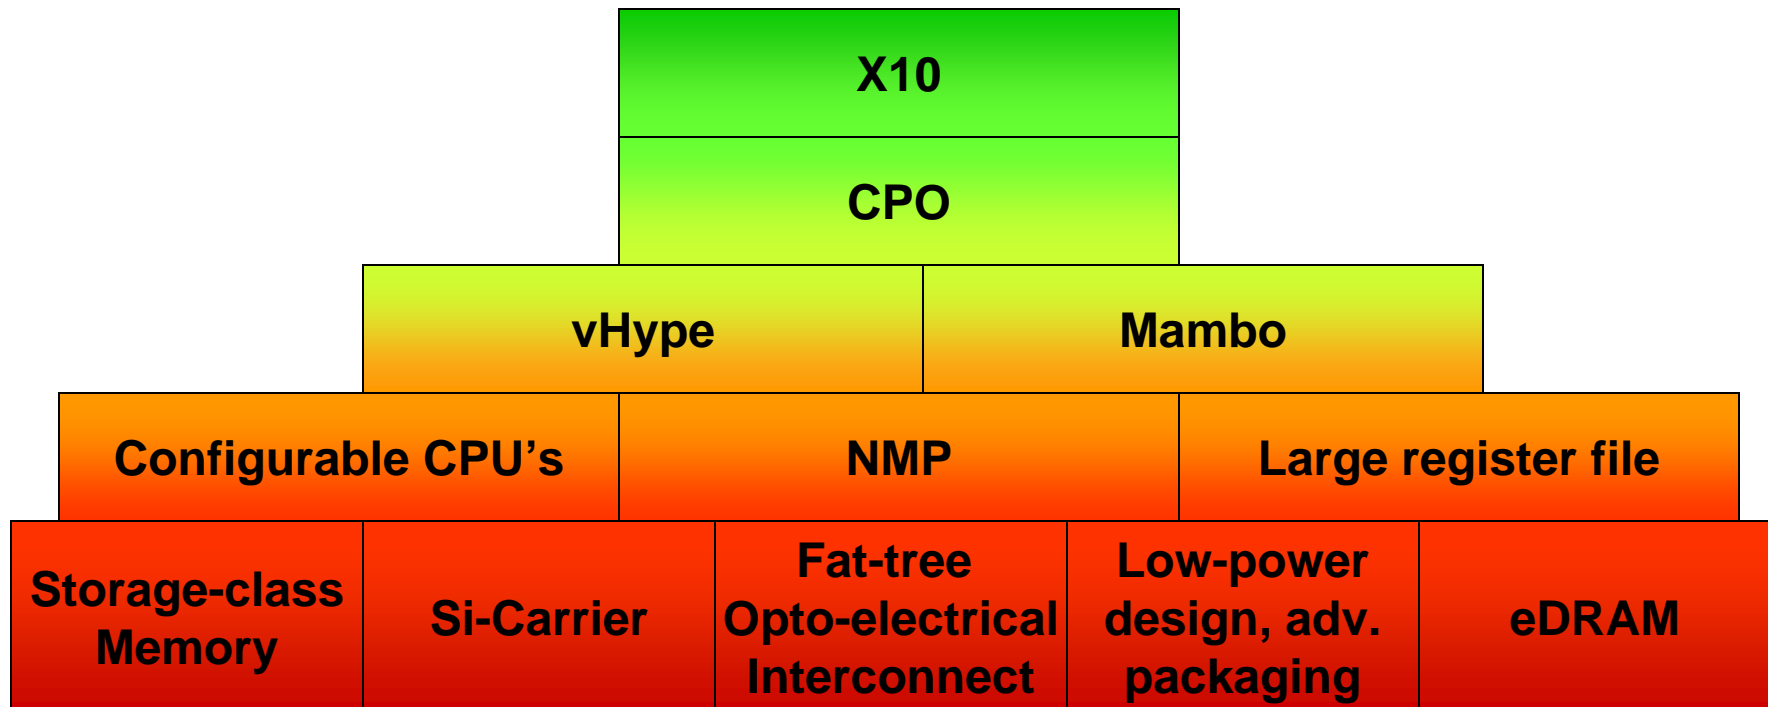 X10
CPO
vHype
Mambo
Configurable CPU’s
NMP
Large register file
Storage-class
Memory
Si-Carrier
Fat-tree
Opto-electrical
Interconnect
Low-power
design, adv.
packaging
eDRAM